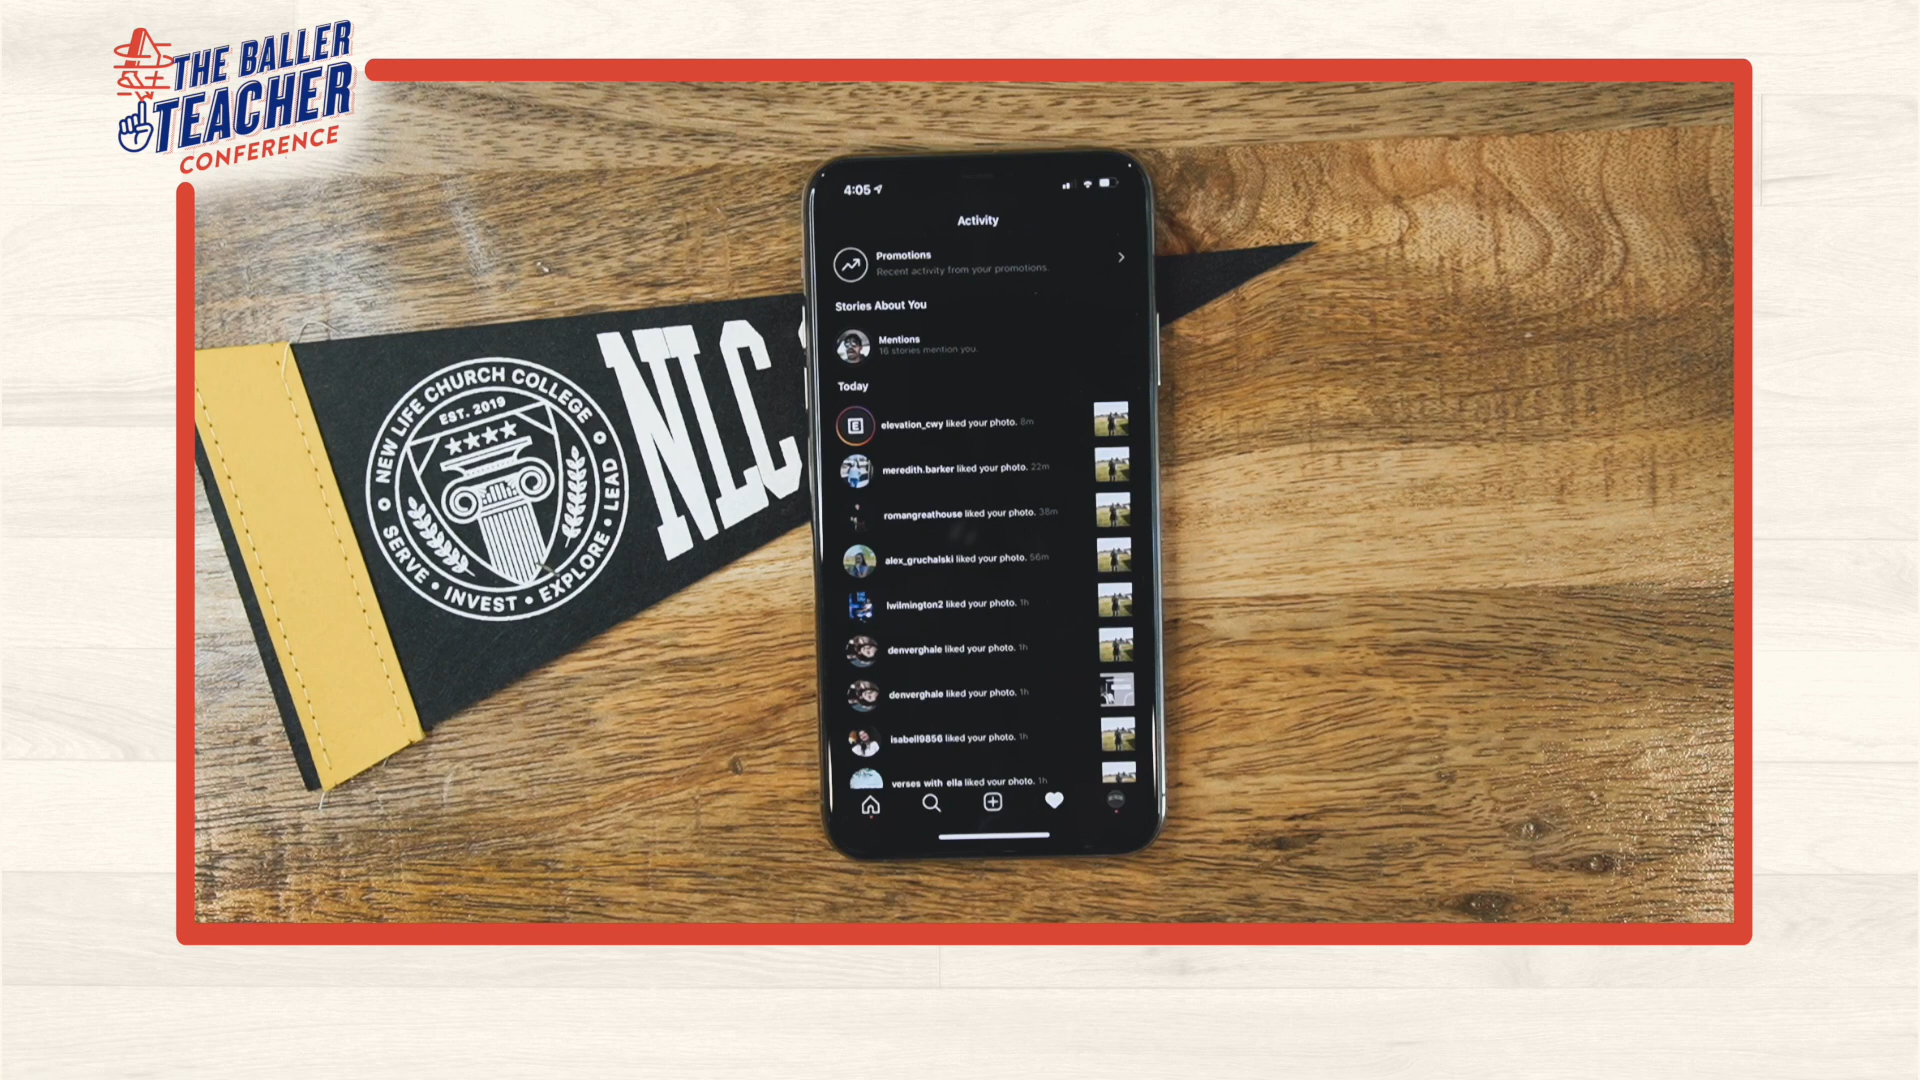 THE BALLER
TEACHER
CONFERENCE
NEW LIFE CHURCH COLLEGE
EST. 2019
SERVE • INVEST • EXPLORE • LEAD
NLC
4:05
Activity
Promotions
Recent activity from your promotions.
Stories About You
Mentions
16 stories mention you.
Today
elevation_cwy liked your photo. 8m
meredith.barker liked your photo. 22m
romangreathouse liked your photo. 38m
alex_gruchalski liked your photo. 56m
lwilmington2 liked your photo. 1h
denverghale liked your photo. 1h
denverghale liked your photo. 1h
isabell9856 liked your photo. 1h
verses with ella liked your photo. 1h